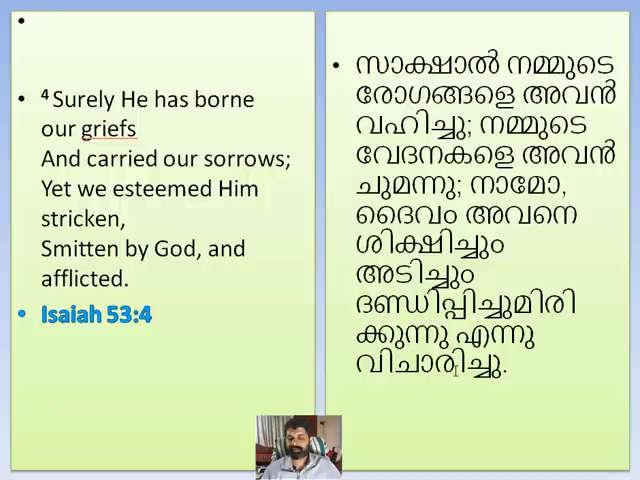 4 Surely He has borne
our griefs
And carried our sorrows;
Yet we esteemed Him
stricken,
Smitten by God, and
afflicted.
Isaiah 53:4
സാക്ഷാൽ നമ്മുടെ
രോഗങ്ങളെ അവൻ
വഹിച്ചു; നമ്മുടെ
വേദനകളെ അവൻ
ചുമന്നു; നാമോ,
ദൈവം അവനെ
ശിക്ഷിച്ചും
അടിച്ചും
ദണ്ഡിപ്പിച്ചുമിരി
ക്കുന്നു എന്നു
വിചാരിച്ചു.